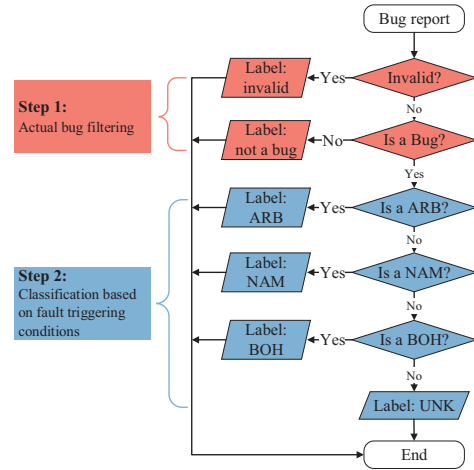 Bug report
Label:
invalid
Yes
Invalid?
No
Step 1:
Actual bug filtering
Label:
not a bug
No
Is a Bug?
Yes
Label:
ARB
Yes
Is a ARB?
No
Step 2:
Classification based
on fault triggering
conditions
Label:
NAM
Yes
Is a NAM?
No
Label:
BOH
Yes
Is a BOH?
No
Label: UNK
End